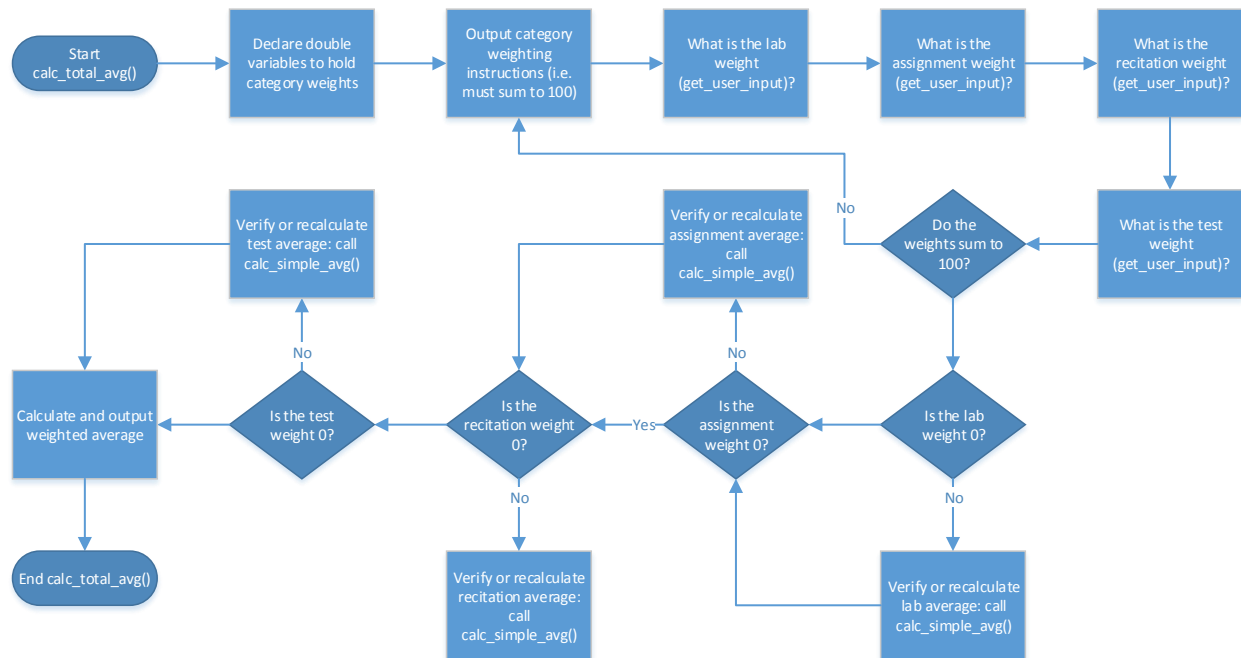 Start
calc_total_avg()
Declare double
variables to hold
category weights
Output category
weighting
instructions (i.e.
must sum to 100)
What is the lab
weight
(get_user_input)?
What is the
assignment weight
(get_user_input)?
What is the
recitation weight
(get_user_input)?
What is the test
weight
(get_user_input)?
Do the
weights sum to
100?
No
Is the lab
weight 0?
No
Verify or recalculate
lab average: call
calc_simple_avg()
Is the
assignment
weight 0?
No
Verify or recalculate
assignment average:
call
calc_simple_avg()
Yes
Is the
recitation weight
0?
No
Verify or recalculate
recitation average:
call
calc_simple_avg()
Is the test
weight 0?
No
Verify or recalculate
test average: call
calc_simple_avg()
Calculate and output
weighted average
End calc_total_avg()